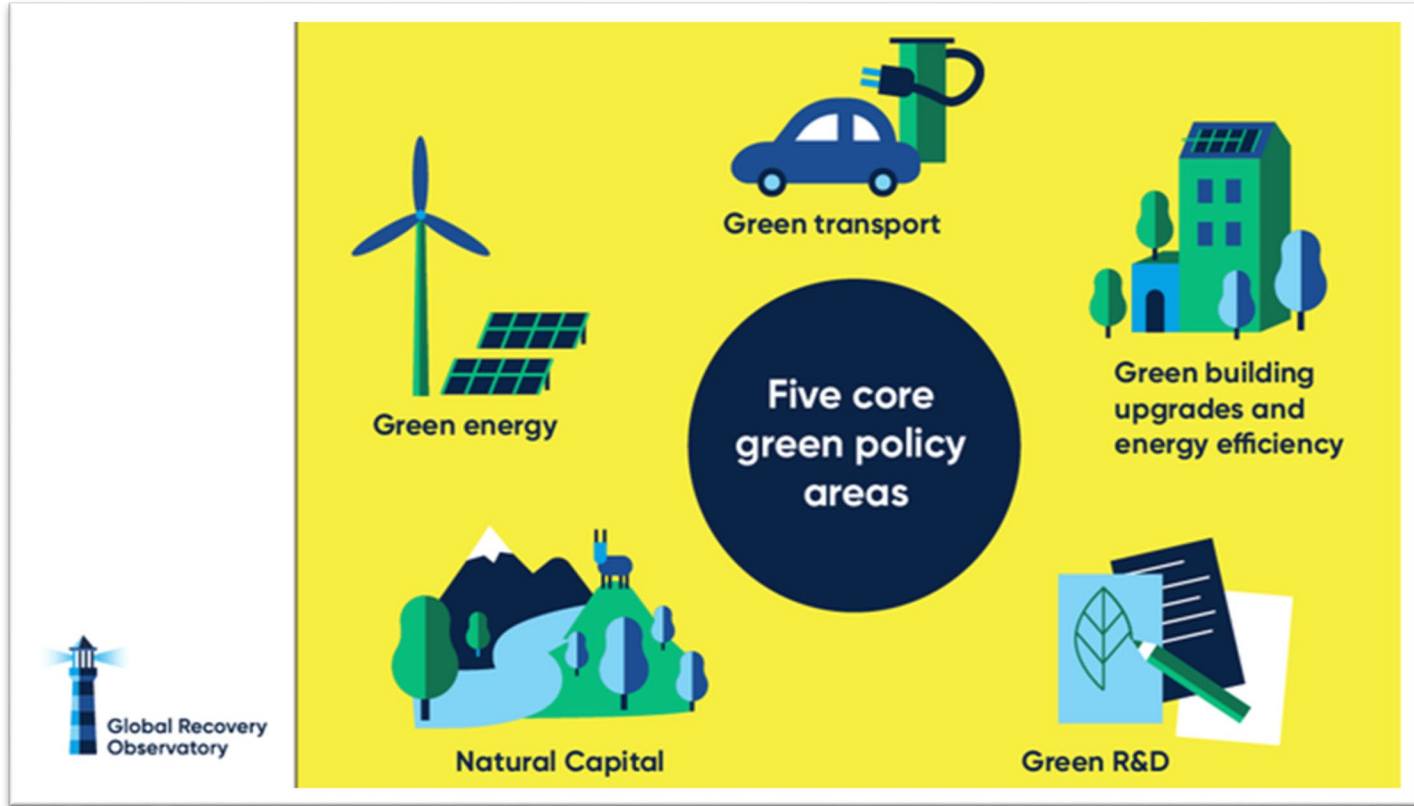 Green transport
Green energy
Green building
upgrades and
energy efficiency
Five core
green policy
areas
Natural Capital
Green R&D
Global Recovery
Observatory